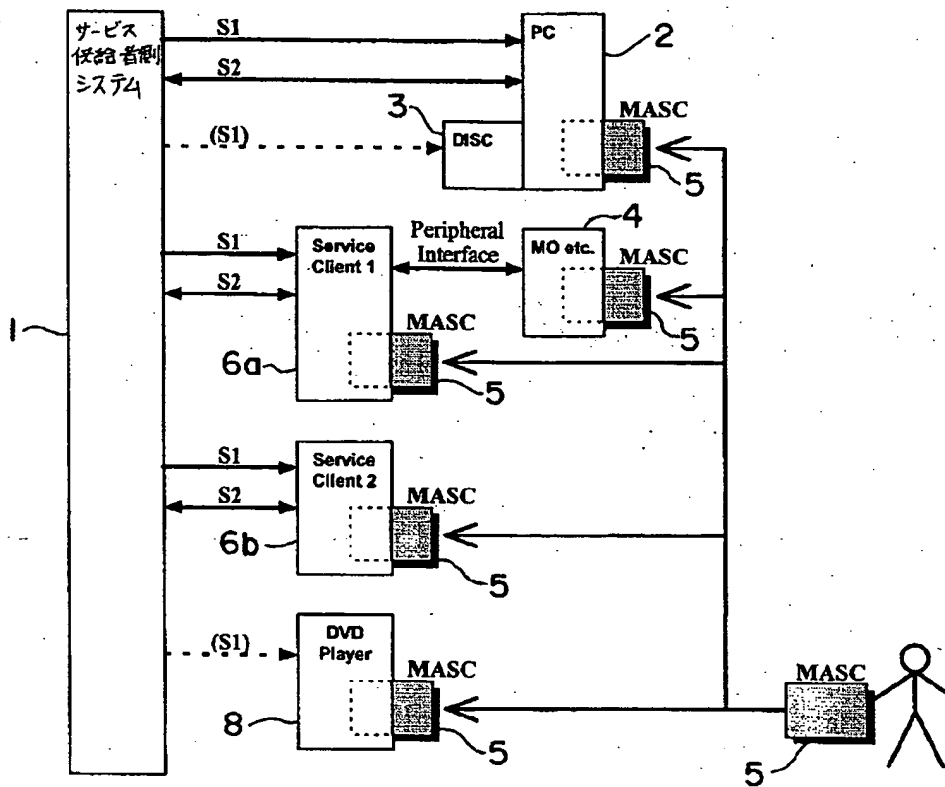 サービス
供給者側
システム
S1
S2
(S1)
PC
2
3
DISC
MASC
5
1
S1
S2
Service
Client 1
6a
Peripheral
Interface
4
MO etc.
MASC
5
MASC
5
S1
S2
Service
Client 2
6b
MASC
5
(S1)
DVD
Player
8
MASC
5
MASC
5